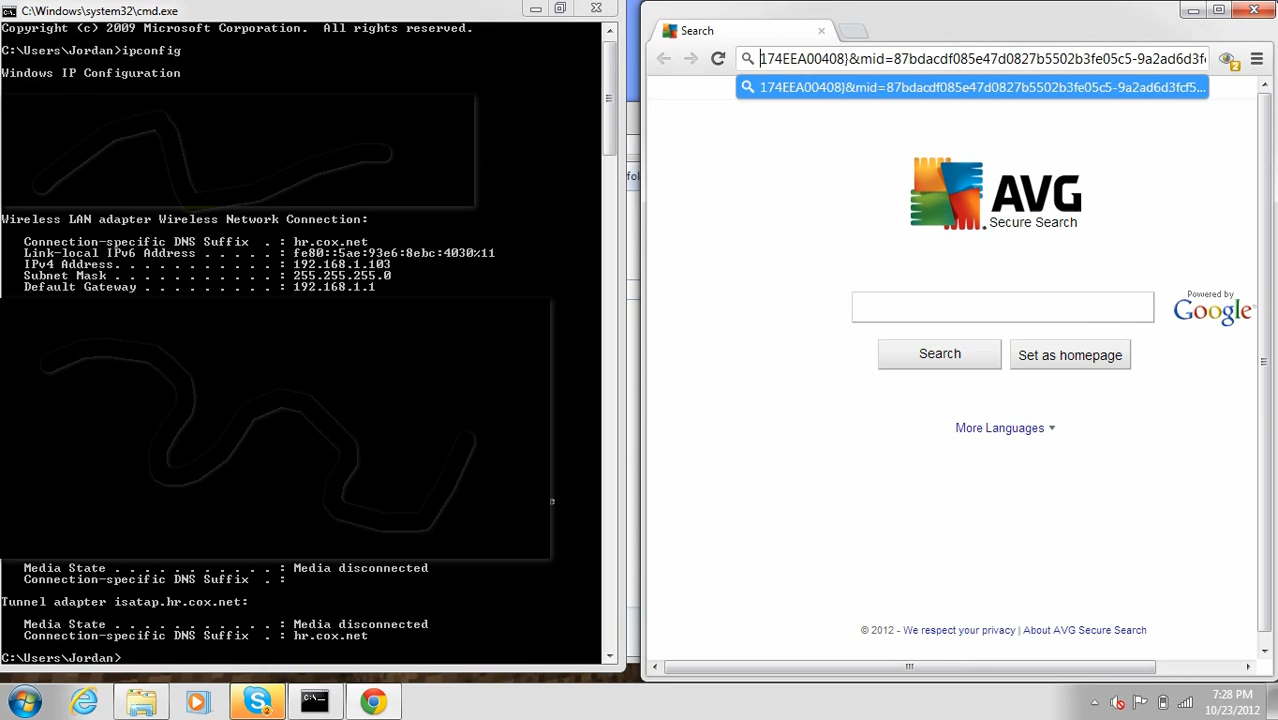 C:\Windows\system32\cmd.exe
Copyright (c) 2009 Microsoft Corporation.  All rights reserved.
C:\Users\Jordan>ipconfig
Windows IP Configuration
Wireless LAN adapter Wireless Network Connection:
Connection-specific DNS Suffix  . : hr.cox.net
Link-local IPv6 Address . . . . . : fe80::5ae:93e6:8ebc:4030%11
IPv4 Address. . . . . . . . . . . : 192.168.1.103
Subnet Mask . . . . . . . . . . . : 255.255.255.0
Default Gateway . . . . . . . . . : 192.168.1.1
e
Media State . . . . . . . . . . . : Media disconnected
Connection-specific DNS Suffix  . :
Tunnel adapter isatap.hr.cox.net:
Media State . . . . . . . . . . . : Media disconnected
Connection-specific DNS Suffix  . : hr.cox.net
C:\Users\Jordan>
fol
Search
174EEA00408}&mid=87bdacdf085e47d0827b5502b3fe05c5-9a2ad6d3f
174EEA00408}&mid=87bdacdf085e47d0827b5502b3fe05c5-9a2ad6d3fcf5...
AVG
Secure Search
Powered by
Google
Search
Set as homepage
More Languages
© 2012 - We respect your privacy | About AVG Secure Search
2
7:28 PM
10/23/2012